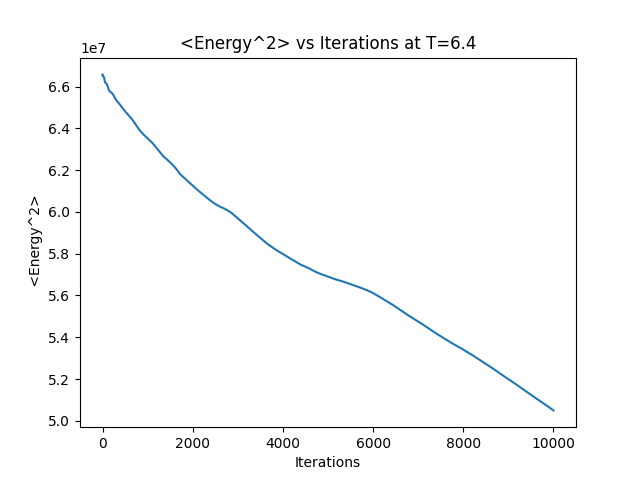 <Energy^2> vs Iterations at T=6.4
1e7
6.6
6.4
6.2
6.0
5.8
5.6
5.4
5.2
5.0
<Energy^2>
0 2000 4000 6000 8000 10000
Iterations